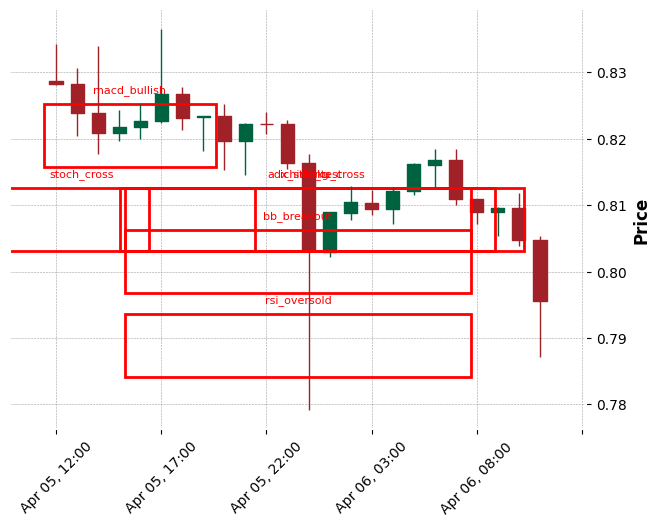 macd_bullish
stoch_cross
bb_breakout
rsi_oversold
0.83
0.82
0.81
0.80
0.79
0.78
Price
Apr 05, 12:00
Apr 05, 17:00
Apr 05, 22:00
Apr 06, 03:00
Apr 06, 08:00